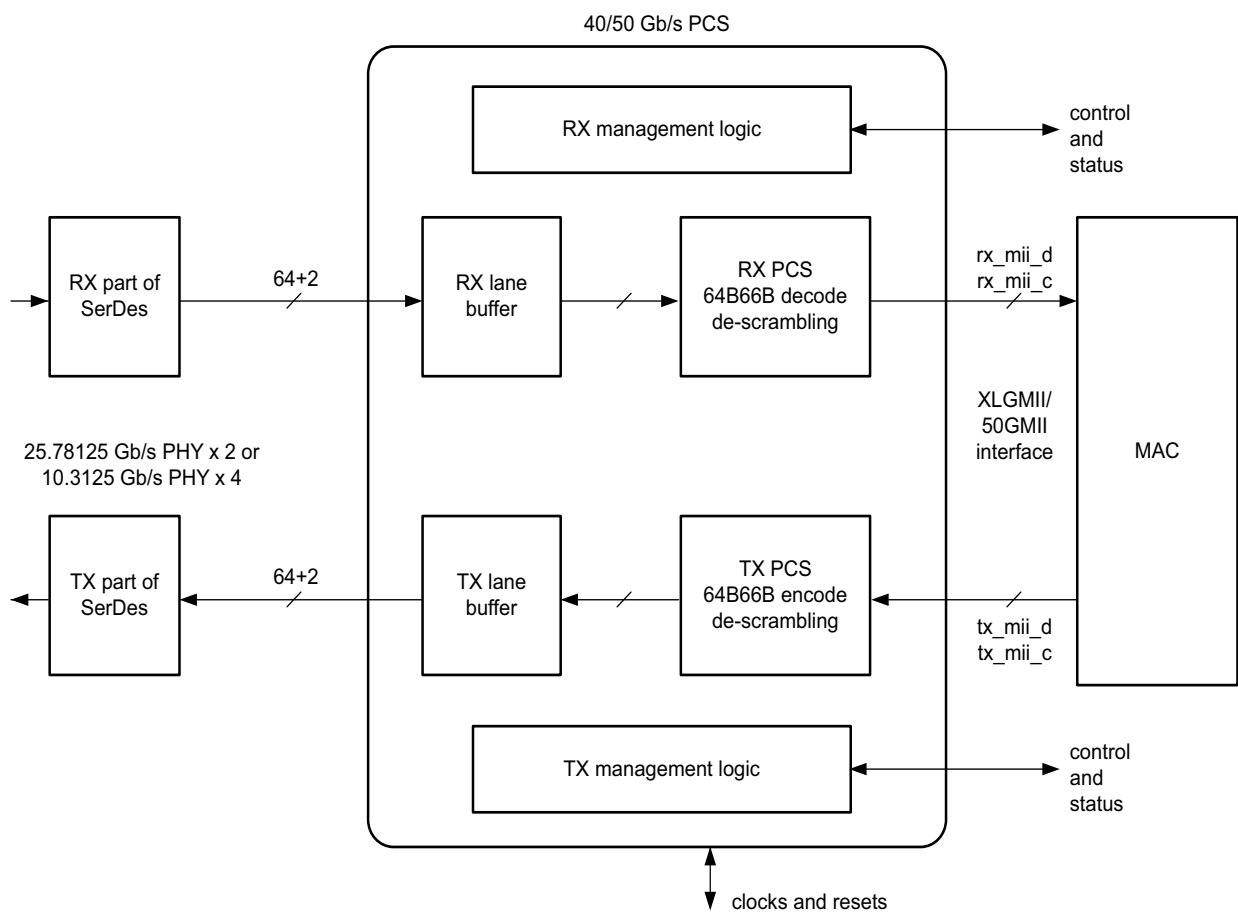 40/50 Gb/s PCS
RX management logic
control
and
status
RX part of
SerDes
64+2
RX lane
buffer
RX PCS
64B66B decode
de-scrambling
rx_mii_d
rx_mii_c
XLGMII/
50GMII
interface
MAC
25.78125 Gb/s PHY x 2 or
10.3125 Gb/s PHY x 4
TX part of
SerDes
64+2
TX lane
buffer
TX PCS
64B66B encode
de-scrambling
tx_mii_d
tx_mii_c
TX management logic
control
and
status
clocks and resets